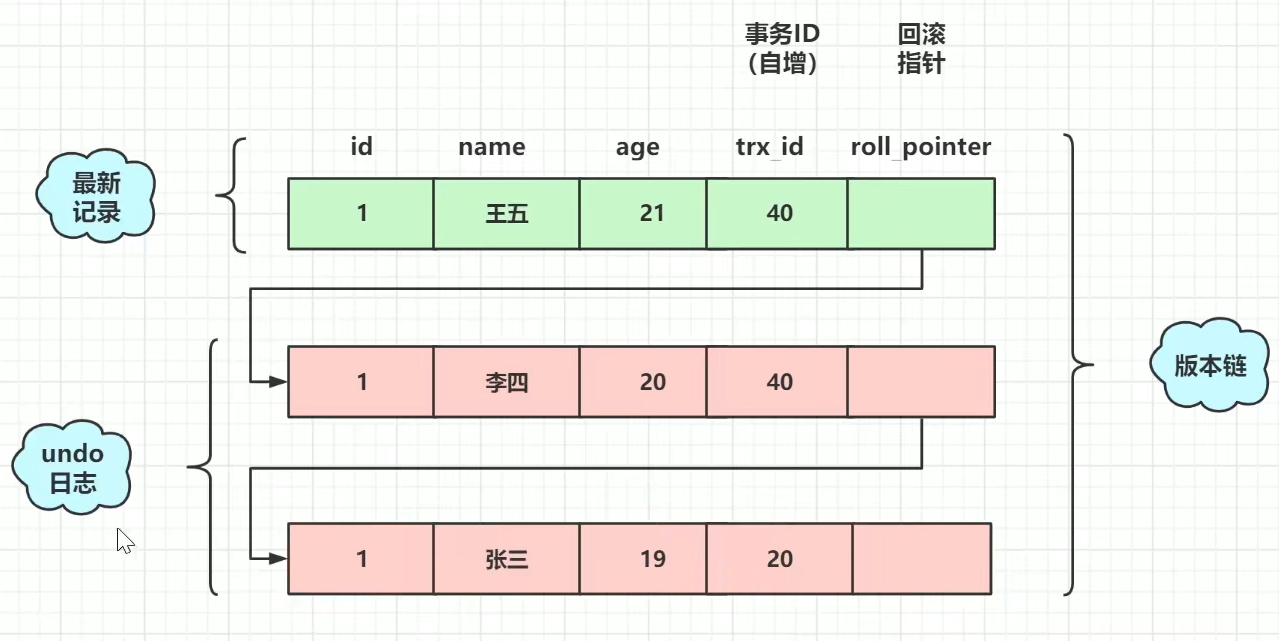 事务ID
（自增）
回滚
指针
id name age trx_id roll_pointer
最新
记录
1 王五 21 40
1 李四 20 40
版本链
undo
日志
1 张三 19 20